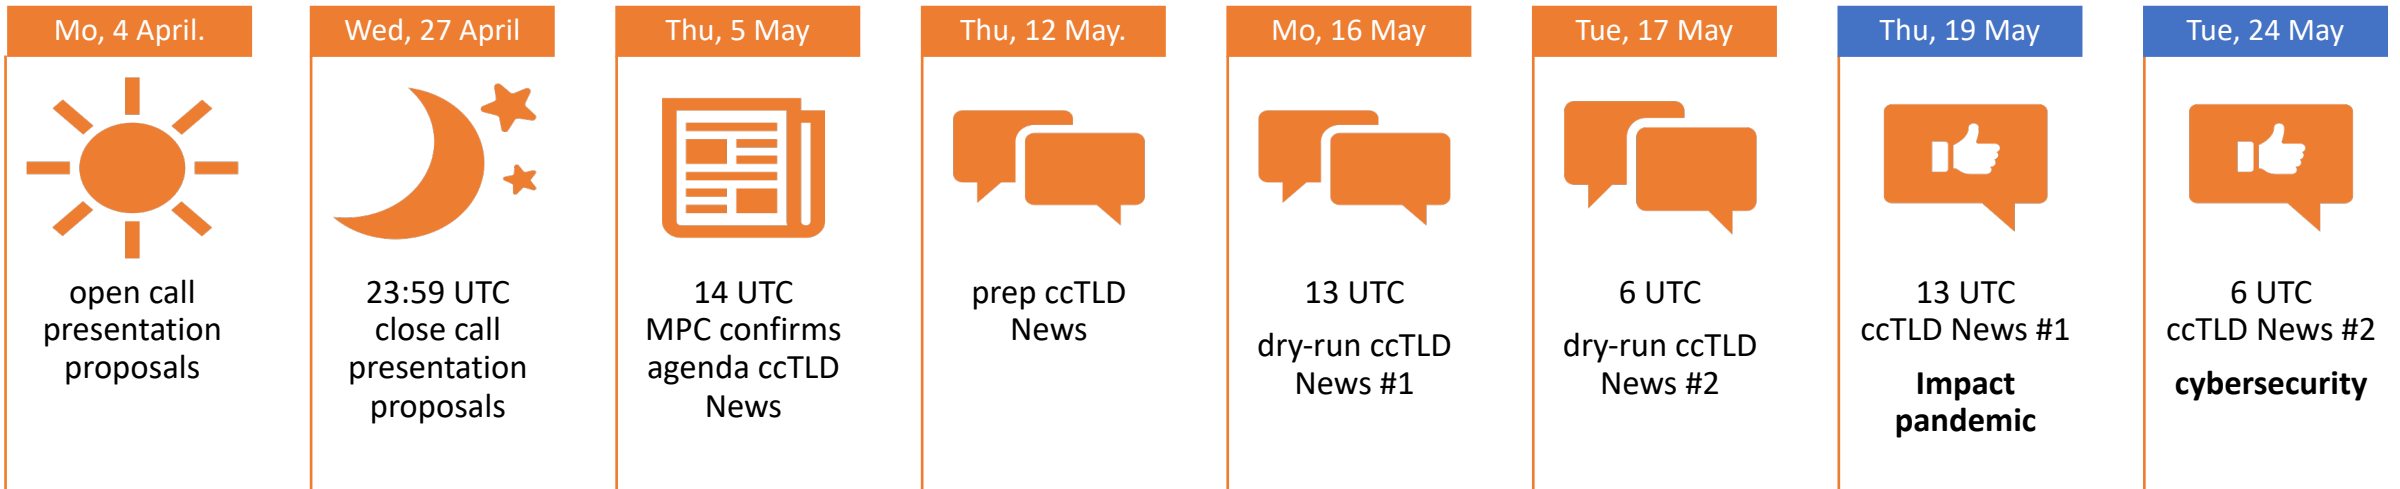 Mo, 4 April.
open call
presentation
proposals
Wed, 27 April
23:59 UTC
close call
presentation
proposals
Thu, 5 May
14 UTC
MPC confirms
agenda ccTLD
News
Thu, 12 May.
prep ccTLD
News
Mo, 16 May
13 UTC
dry-run ccTLD
News #1
Tue, 17 May
6 UTC
dry-run ccTLD
News #2
Thu, 19 May
13 UTC
ccTLD News #1
Impact
pandemic
Tue, 24 May
6 UTC
ccTLD News #2
cybersecurity